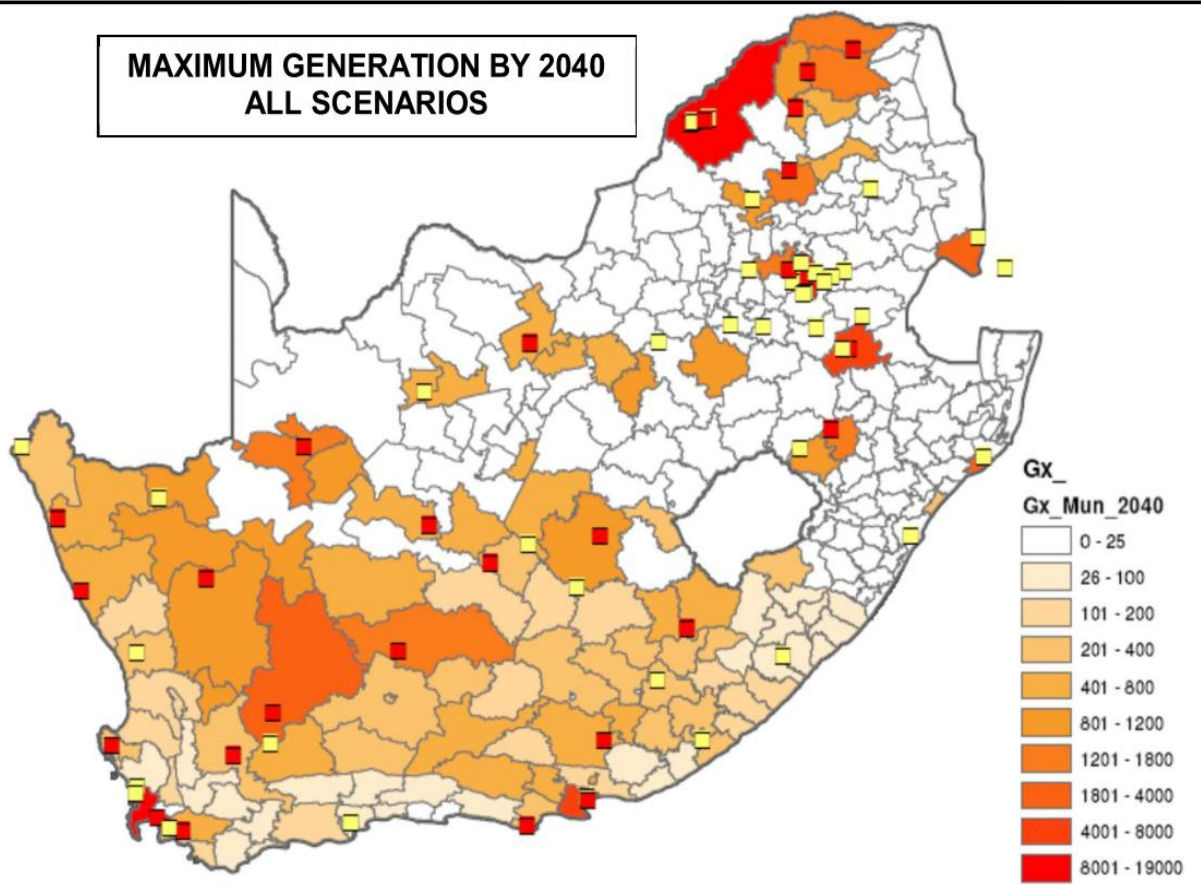 MAXIMUM GENERATION BY 2040
ALL SCENARIOS
Gx_
Gx_Mun_2040
0 - 25
26 - 100
101 - 200
201 - 400
401 - 800
801 - 1200
1201 - 1800
1801 - 4000
4001 - 8000
8001 - 19000